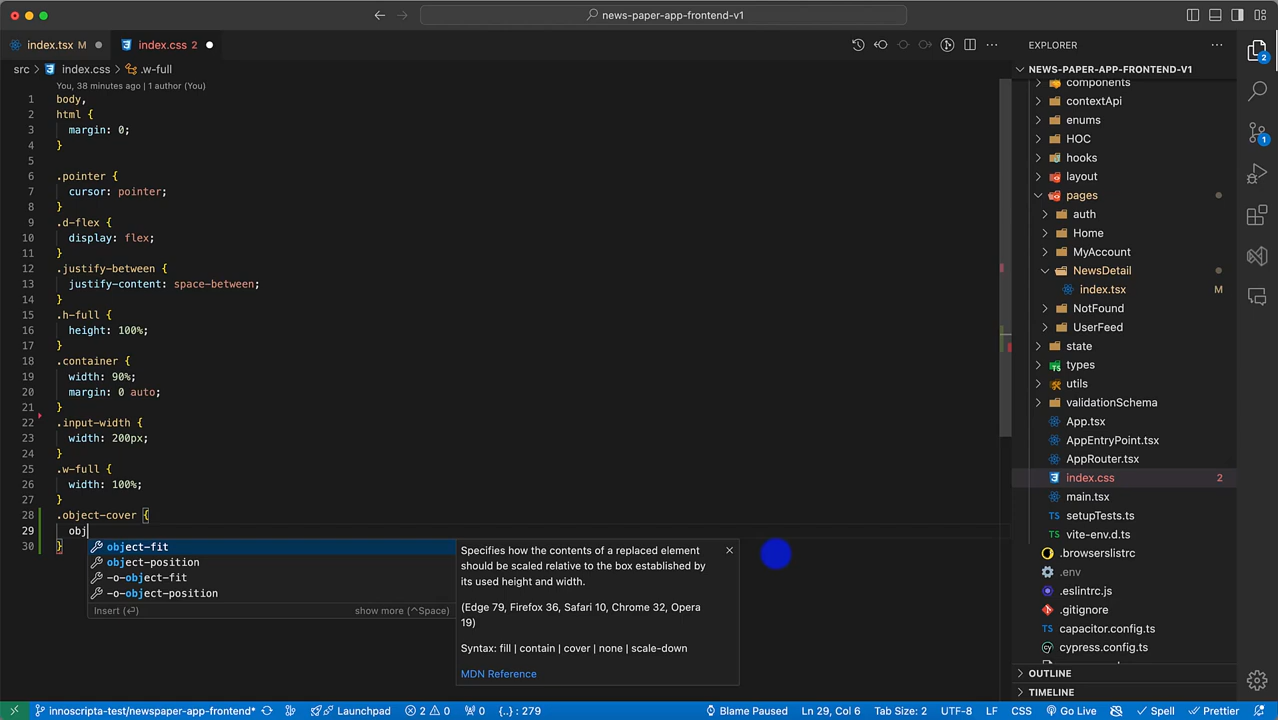 news-paper-app-frontend-v1
index.tsx M
index.css 2
EXPLORER
src > index.css > .w-full
NEWS-PAPER-APP-FRONTEND-V1
You, 38 minutes ago | 1 author (You)
1 body,
2 html {
3 margin: 0;
4 }
5
6 .pointer {
7 cursor: pointer;
8 }
9 .d-flex {
10 display: flex;
11 }
12 .justify-between {
13 justify-content: space-between;
14 }
15 .h-full {
16 height: 100%;
17 }
18 .container {
19 width: 90%;
20 margin: 0 auto;
21 }
22 .input-width {
23 width: 200px;
24 }
25 .w-full {
26 width: 100%;
27 }
28 .object-cover {
29 obj
30 }
object-fit
object-position
-o-object-fit
-o-object-position
Insert (⏎) show more (^Space)
Specifies how the contents of a replaced element
should be scaled relative to the box established by
its used height and width.
(Edge 79, Firefox 36, Safari 10, Chrome 32, Opera
19)
Syntax: fill | contain | cover | none | scale-down
MDN Reference
components
contextApi
enums
HOC
hooks
layout
pages
auth
Home
MyAccount
NewsDetail
index.tsx M
NotFound
UserFeed
state
types
utils
validationSchema
App.tsx
AppEntryPoint.tsx
AppRouter.tsx
index.css 2
main.tsx
setupTests.ts
vite-env.d.ts
.browserslistrc
.env
.eslintrc.js
.gitignore
capacitor.config.ts
cypress.config.ts
OUTLINE
TIMELINE
2
1
innoscripta-test/newspaper-app-frontend* Launchpad 2 0 0 {..} : 279 Blame Paused Ln 29, Col 6 Tab Size: 2 UTF-8 LF CSS Go Live Spell Prettier